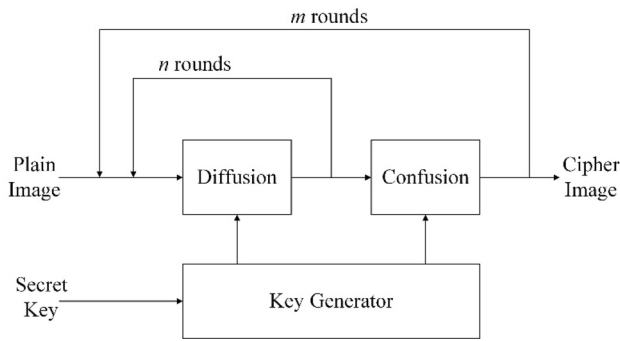 m rounds
n rounds
Plain
Image
Diffusion
Confusion
Cipher
Image
Secret
Key
Key Generator